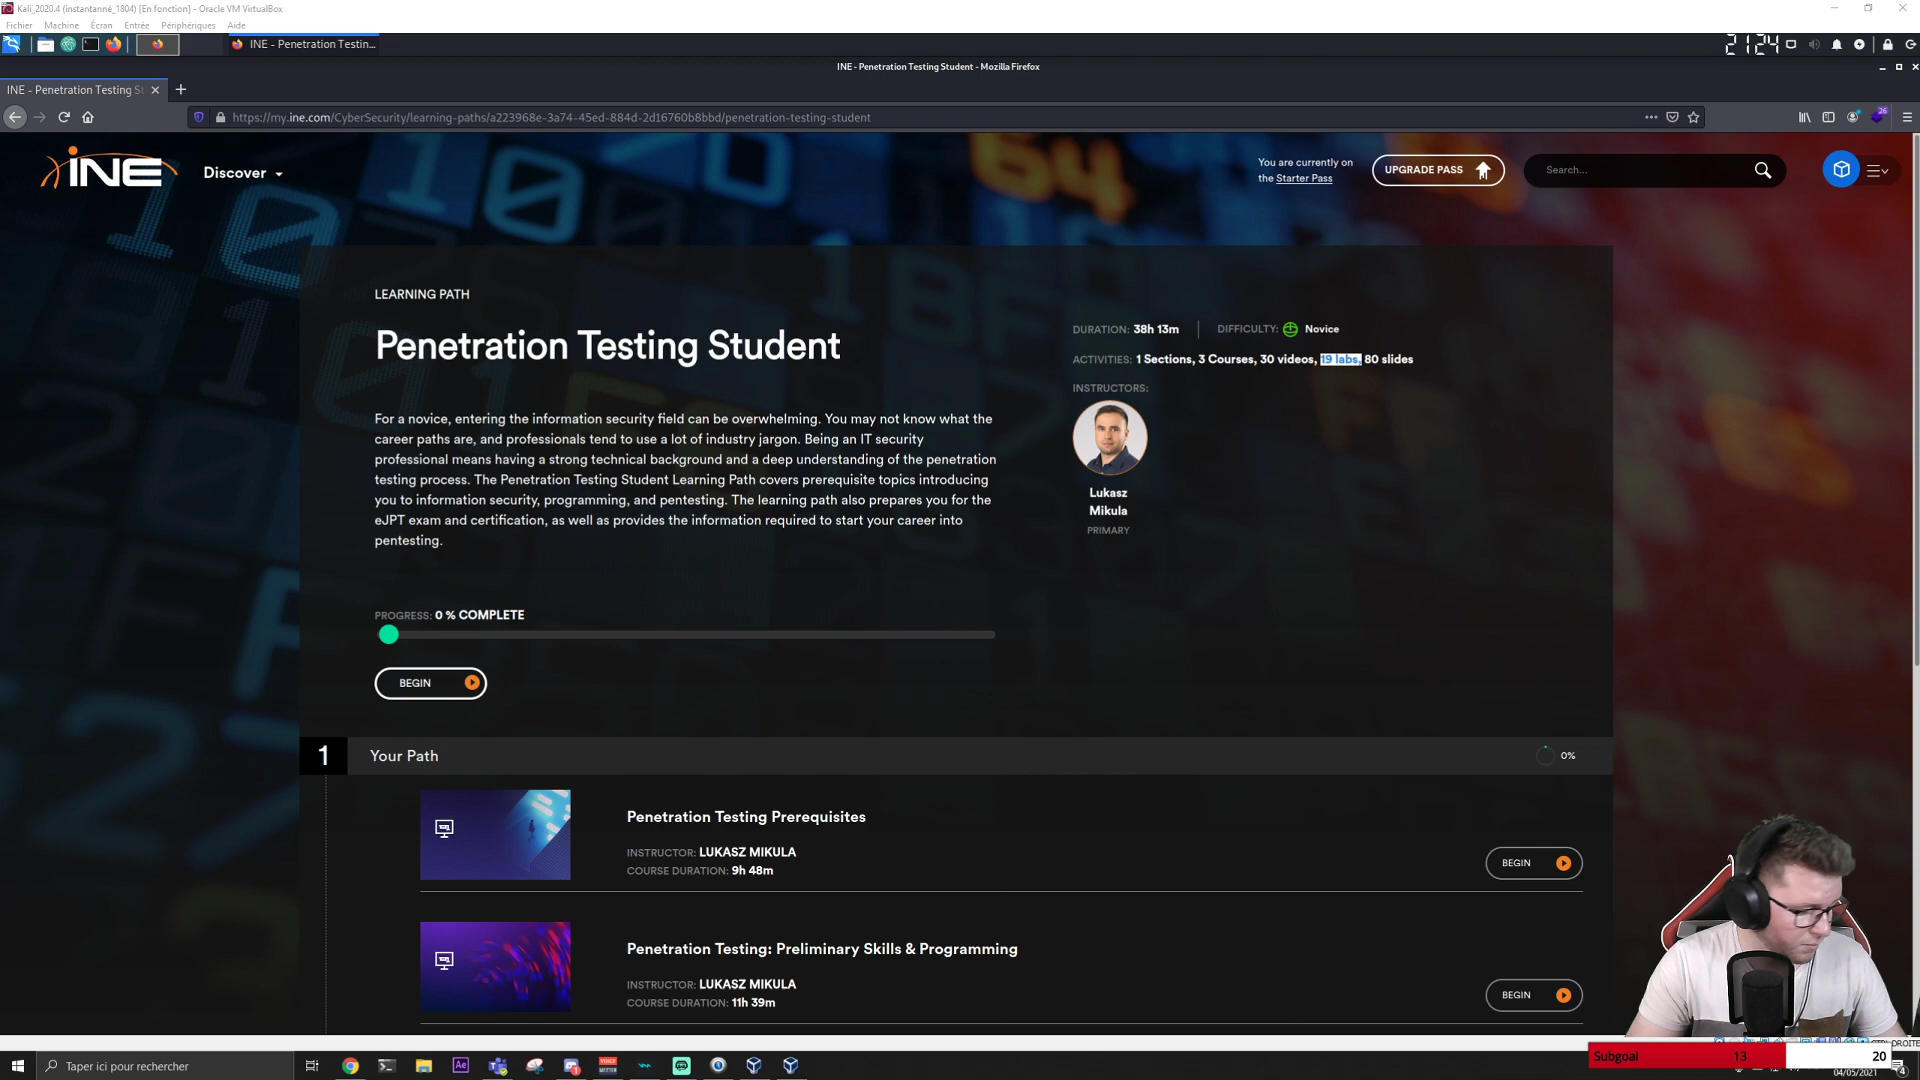 Kali_2020.4 (instantanné_1804) [En fonction] - Oracle VM VirtualBox
Fichier Machine Écran Entrée Périphériques Aide
INE - Penetration Testin...
21 24
INE - Penetration Testing Student - Mozilla Firefox
INE - Penetration Testing S
https://my.ine.com/CyberSecurity/learning-paths/a223968e-3a74-45ed-884d-2d16760b8bbd/penetration-testing-student
26
INE
Discover
You are currently on
the Starter Pass
UPGRADE PASS
Search...
LEARNING PATH
Penetration Testing Student
DURATION: 38h 13m
DIFFICULTY: Novice
ACTIVITIES: 1 Sections, 3 Courses, 30 videos, 19 labs, 80 slides
INSTRUCTORS:
Lukasz
Mikula
PRIMARY
For a novice, entering the information security field can be overwhelming. You may not know what the
career paths are, and professionals tend to use a lot of industry jargon. Being an IT security
professional means having a strong technical background and a deep understanding of the penetration
testing process. The Penetration Testing Student Learning Path covers prerequisite topics introducing
you to information security, programming, and pentesting. The learning path also prepares you for the
eJPT exam and certification, as well as provides the information required to start your career into
pentesting.
PROGRESS: 0 % COMPLETE
BEGIN
1 Your Path 0%
Penetration Testing Prerequisites
INSTRUCTOR: LUKASZ MIKULA
COURSE DURATION: 9h 48m
BEGIN
Penetration Testing: Preliminary Skills & Programming
INSTRUCTOR: LUKASZ MIKULA
COURSE DURATION: 11h 39m
BEGIN
Taper ici pour rechercher
Ae
Subgoal 13 20
04/05/2021
4